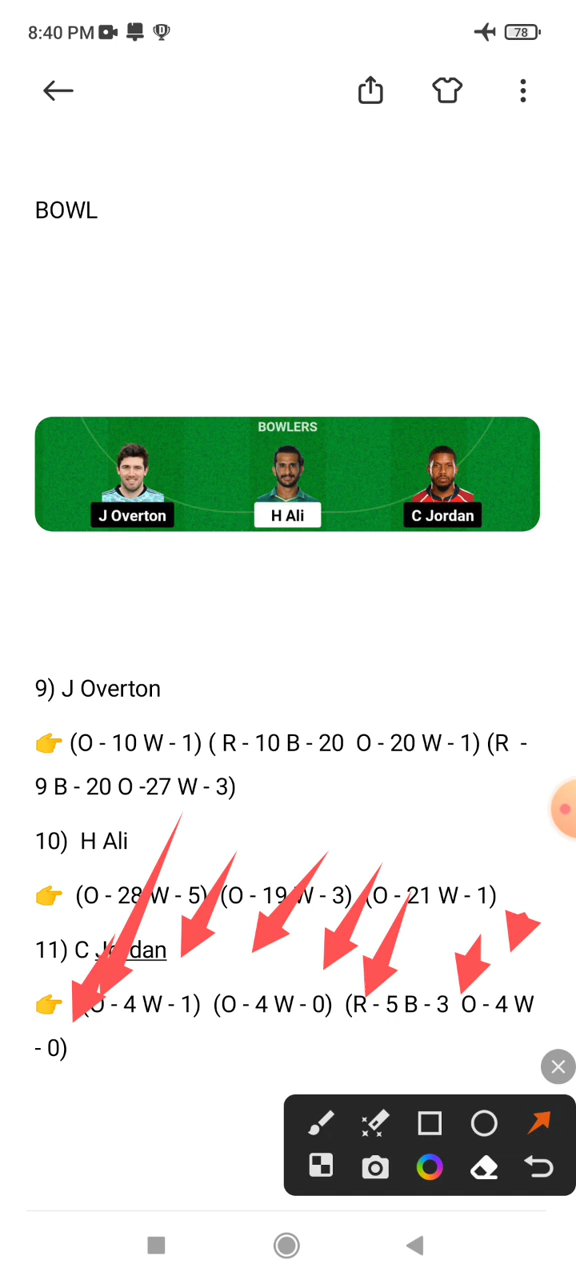 8:40 PM 78
BOWL
BOWLERS
J Overton H Ali C Jordan
9) J Overton
👉 (O - 10 W - 1) ( R - 10 B - 20 O - 20 W - 1) (R -
9 B - 20 O -27 W - 3)
10) H Ali
👉 (O - 28 W - 5) (O - 19 W - 3) (O - 21 W - 1)
11) C Jordan
👉 (O - 4 W - 1) (O - 4 W - 0) (R - 5 B - 3 O - 4 W
- 0)